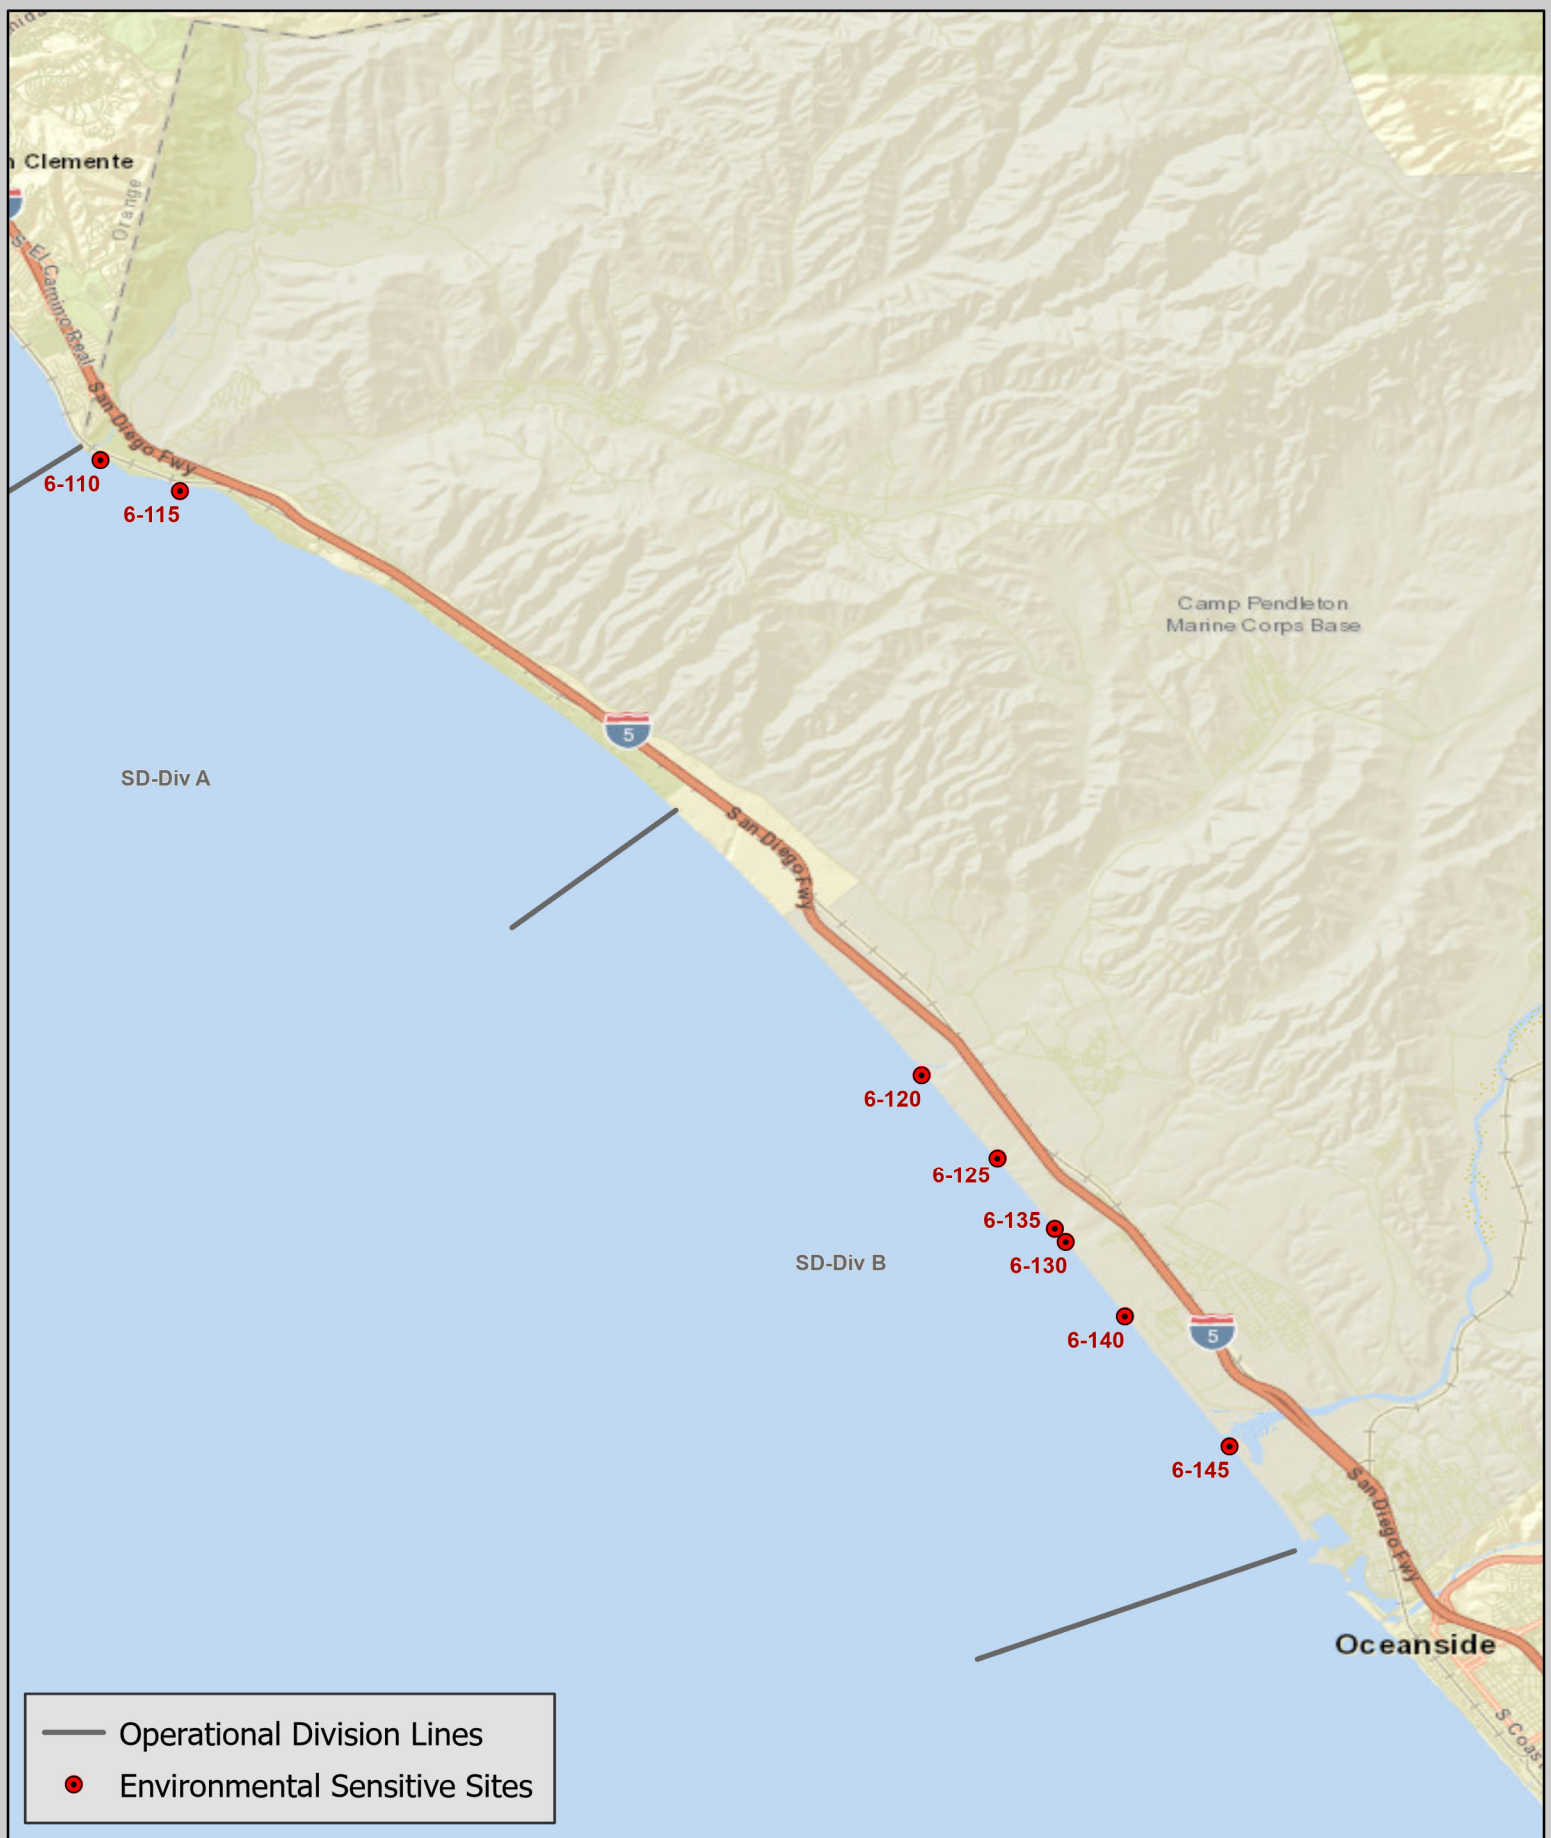 n Clemente
Orange
S El Camino Real
San Diego Fwy
6-110
6-115
Camp Pendleton
Marine Corps Base
5
SD-Div A
San Diego Fwy
6-120
6-125
6-135
6-130
SD-Div B
6-140
5
6-145
San Diego Fwy
Oceanside
S Coas
Operational Division Lines
Environmental Sensitive Sites